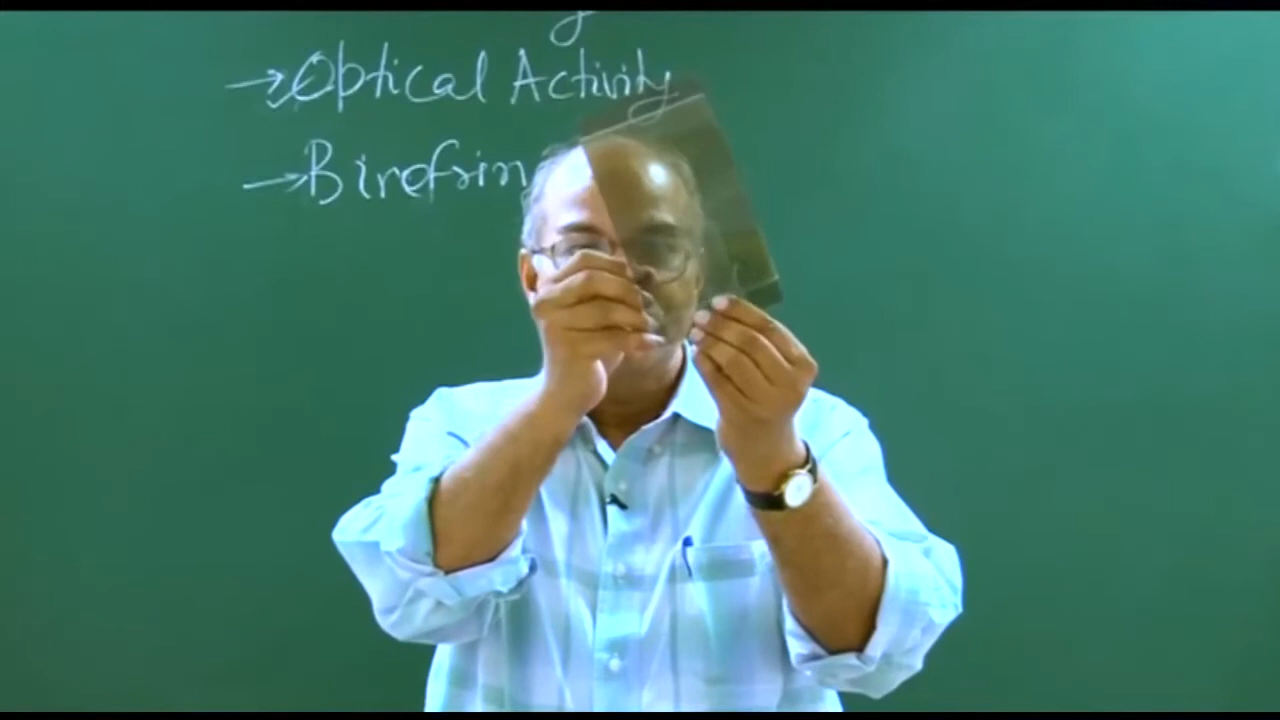 → Optical Activity
→ Birefrin